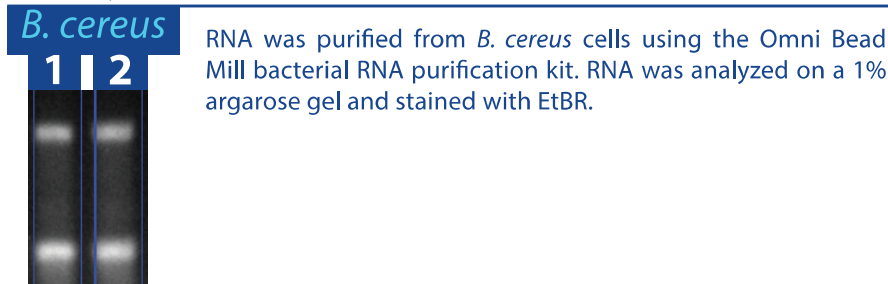 B. cereus
1 2
RNA was purified from B. cereus cells using the Omni Bead
Mill bacterial RNA purification kit. RNA was analyzed on a 1%
argarose gel and stained with EtBR.